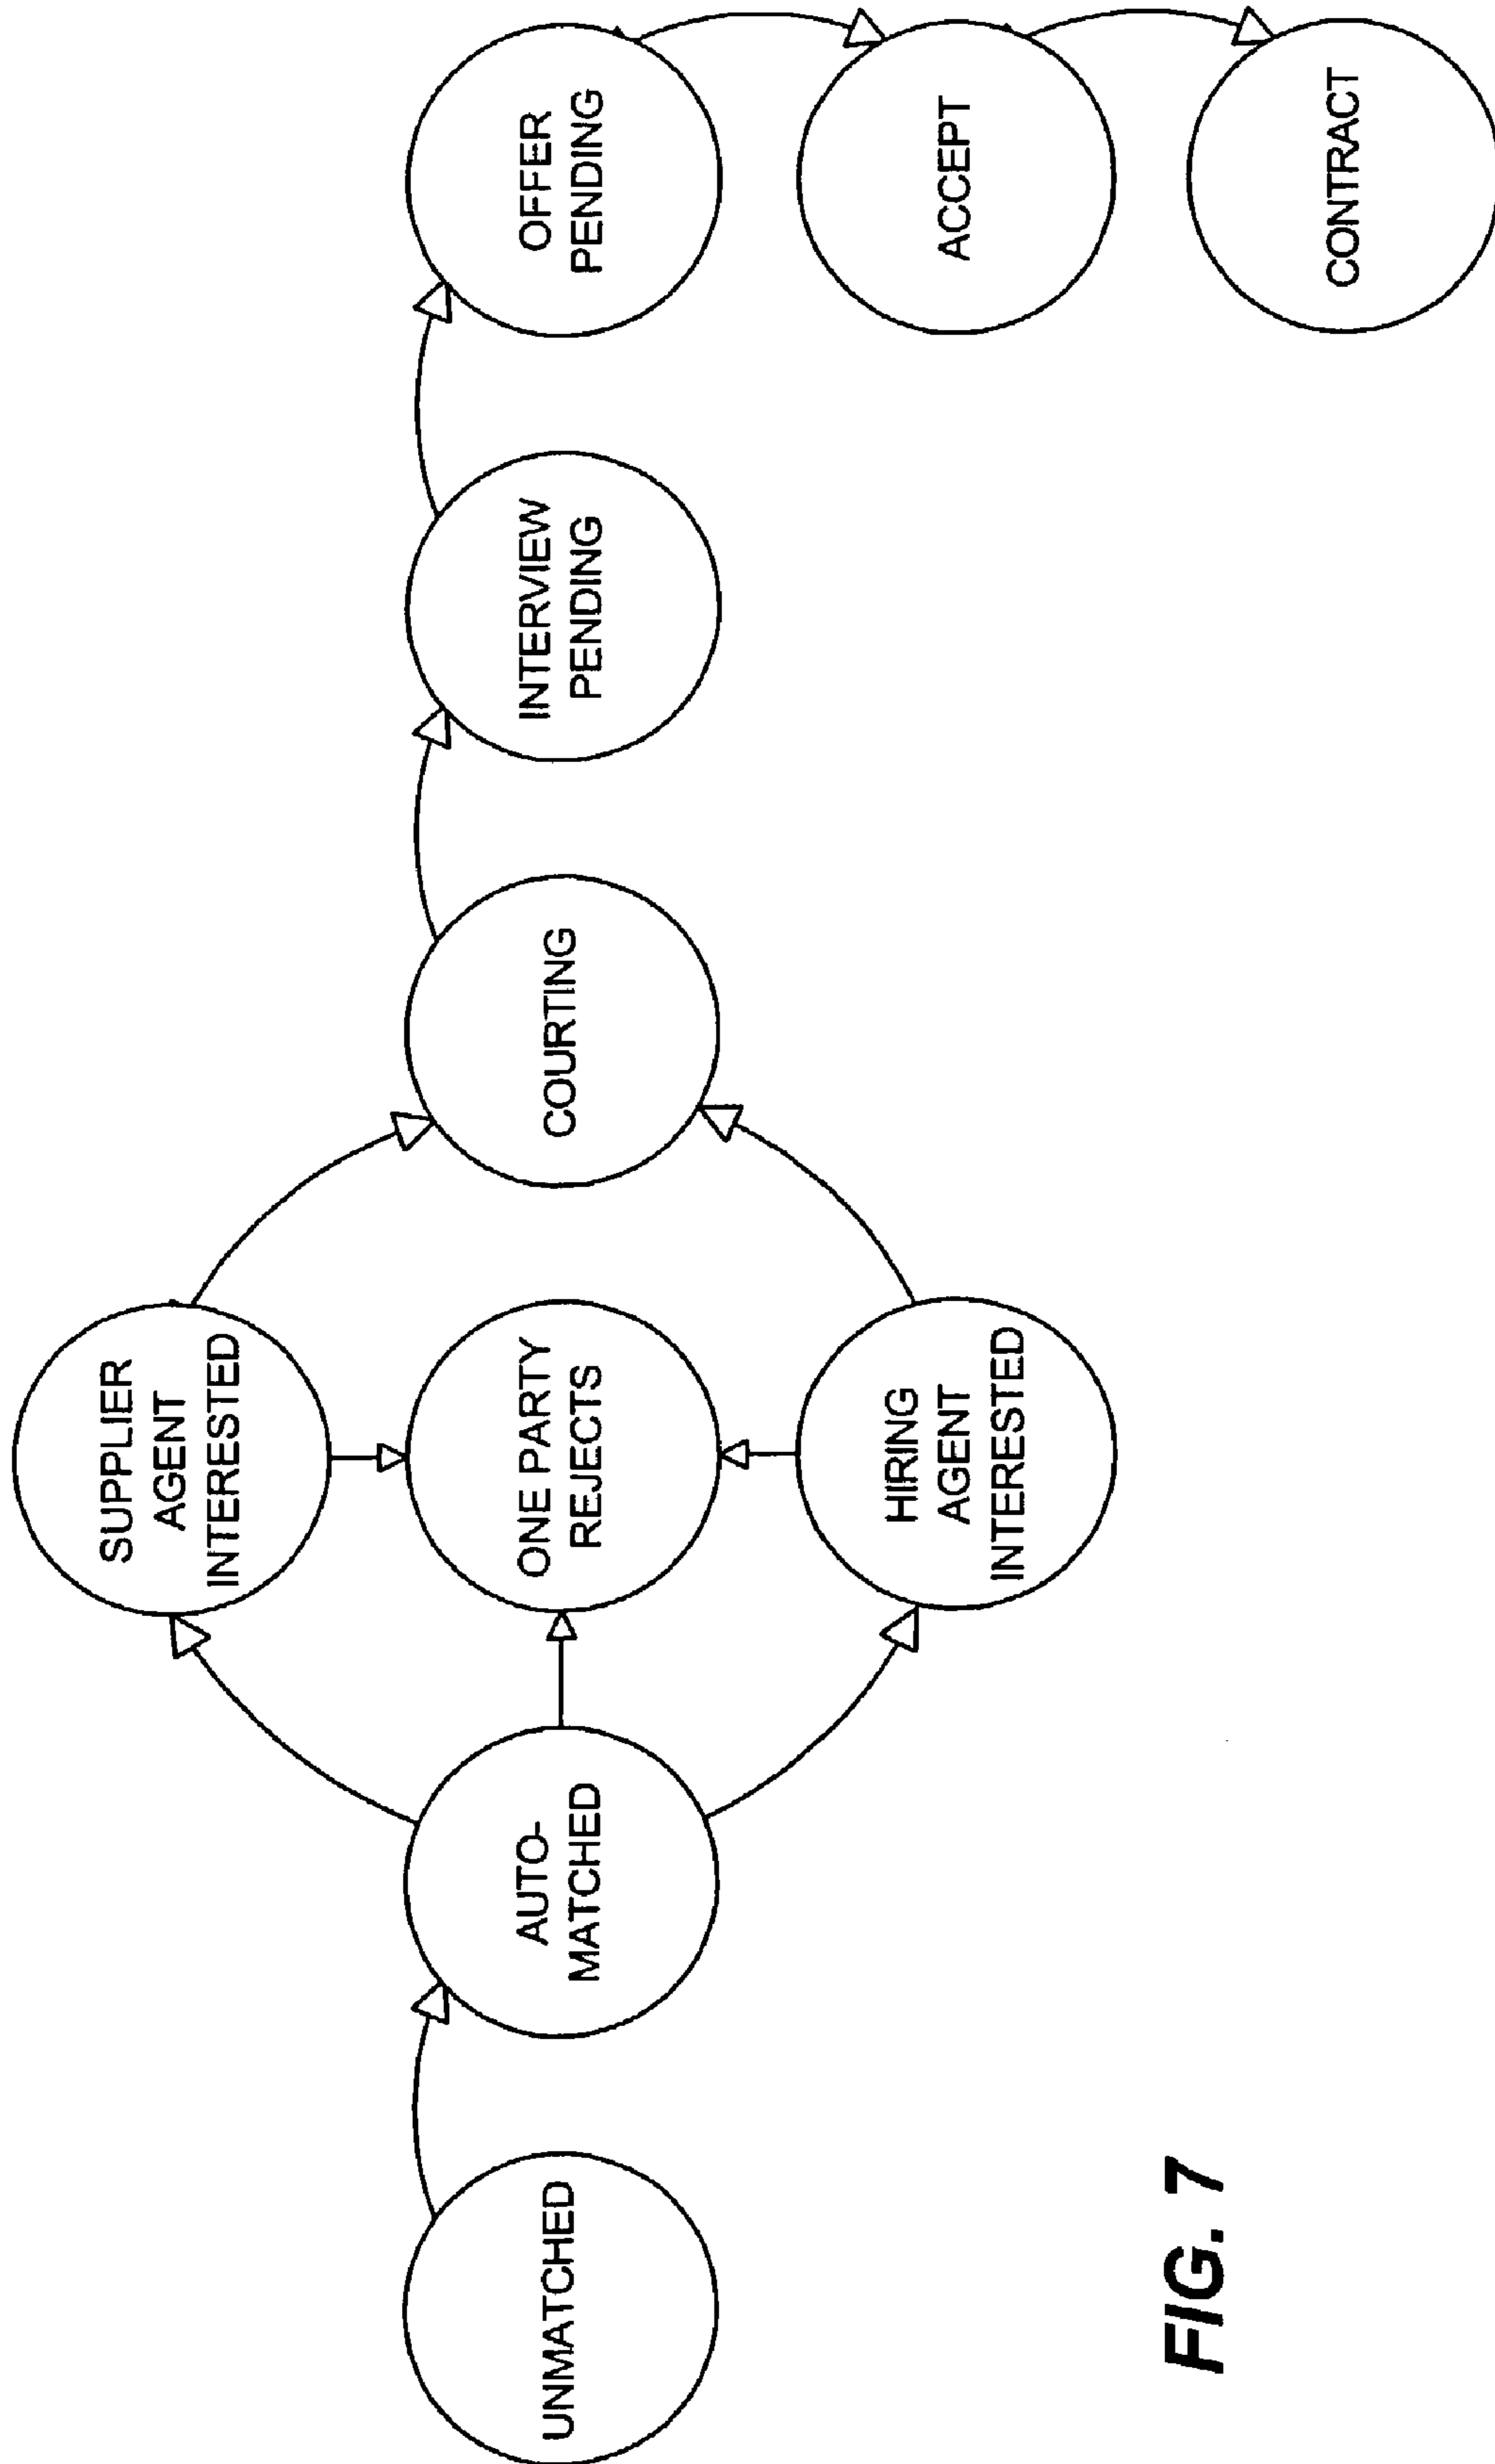 UNMATCHED
AUTO-
MATCHED
SUPPLIER
AGENT
INTERESTED
ONE PARTY
REJECTS
HIRING
AGENT
INTERESTED
COURTING
INTERVIEW
PENDING
OFFER
PENDING
ACCEPT
CONTRACT
FIG. 7